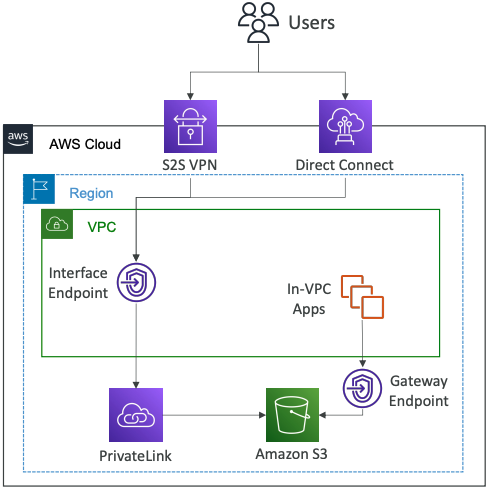 Users
aws
AWS Cloud
S2S VPN
Direct Connect
Region
VPC
Interface
Endpoint
In-VPC
Apps
Gateway
Endpoint
PrivateLink
Amazon S3